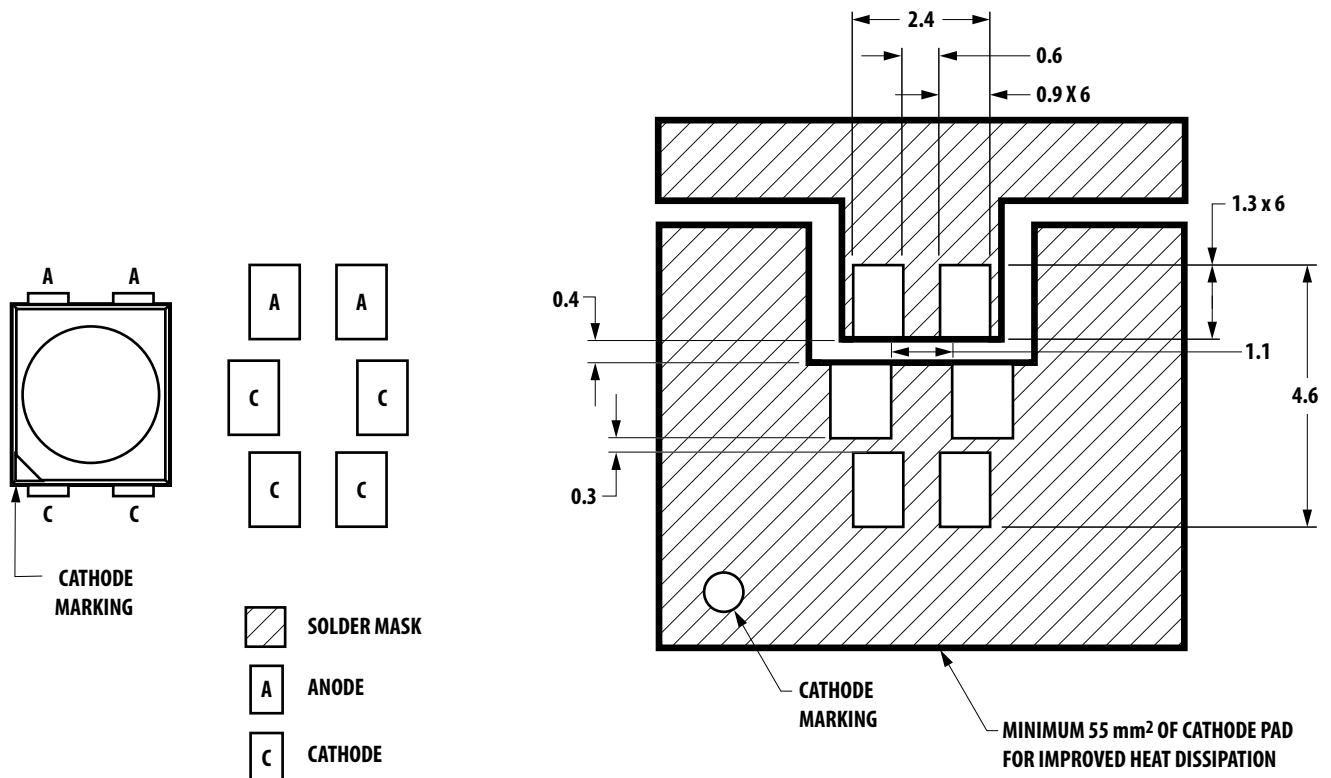 2.4
0.6
0.9 X 6
1.3 x 6
A A
A A
0.4
1.1
C C
4.6
C C
0.3
C C
CATHODE
MARKING
SOLDER MASK
A ANODE
C CATHODE
CATHODE
MARKING
MINIMUM 55 mm² OF CATHODE PAD
FOR IMPROVED HEAT DISSIPATION